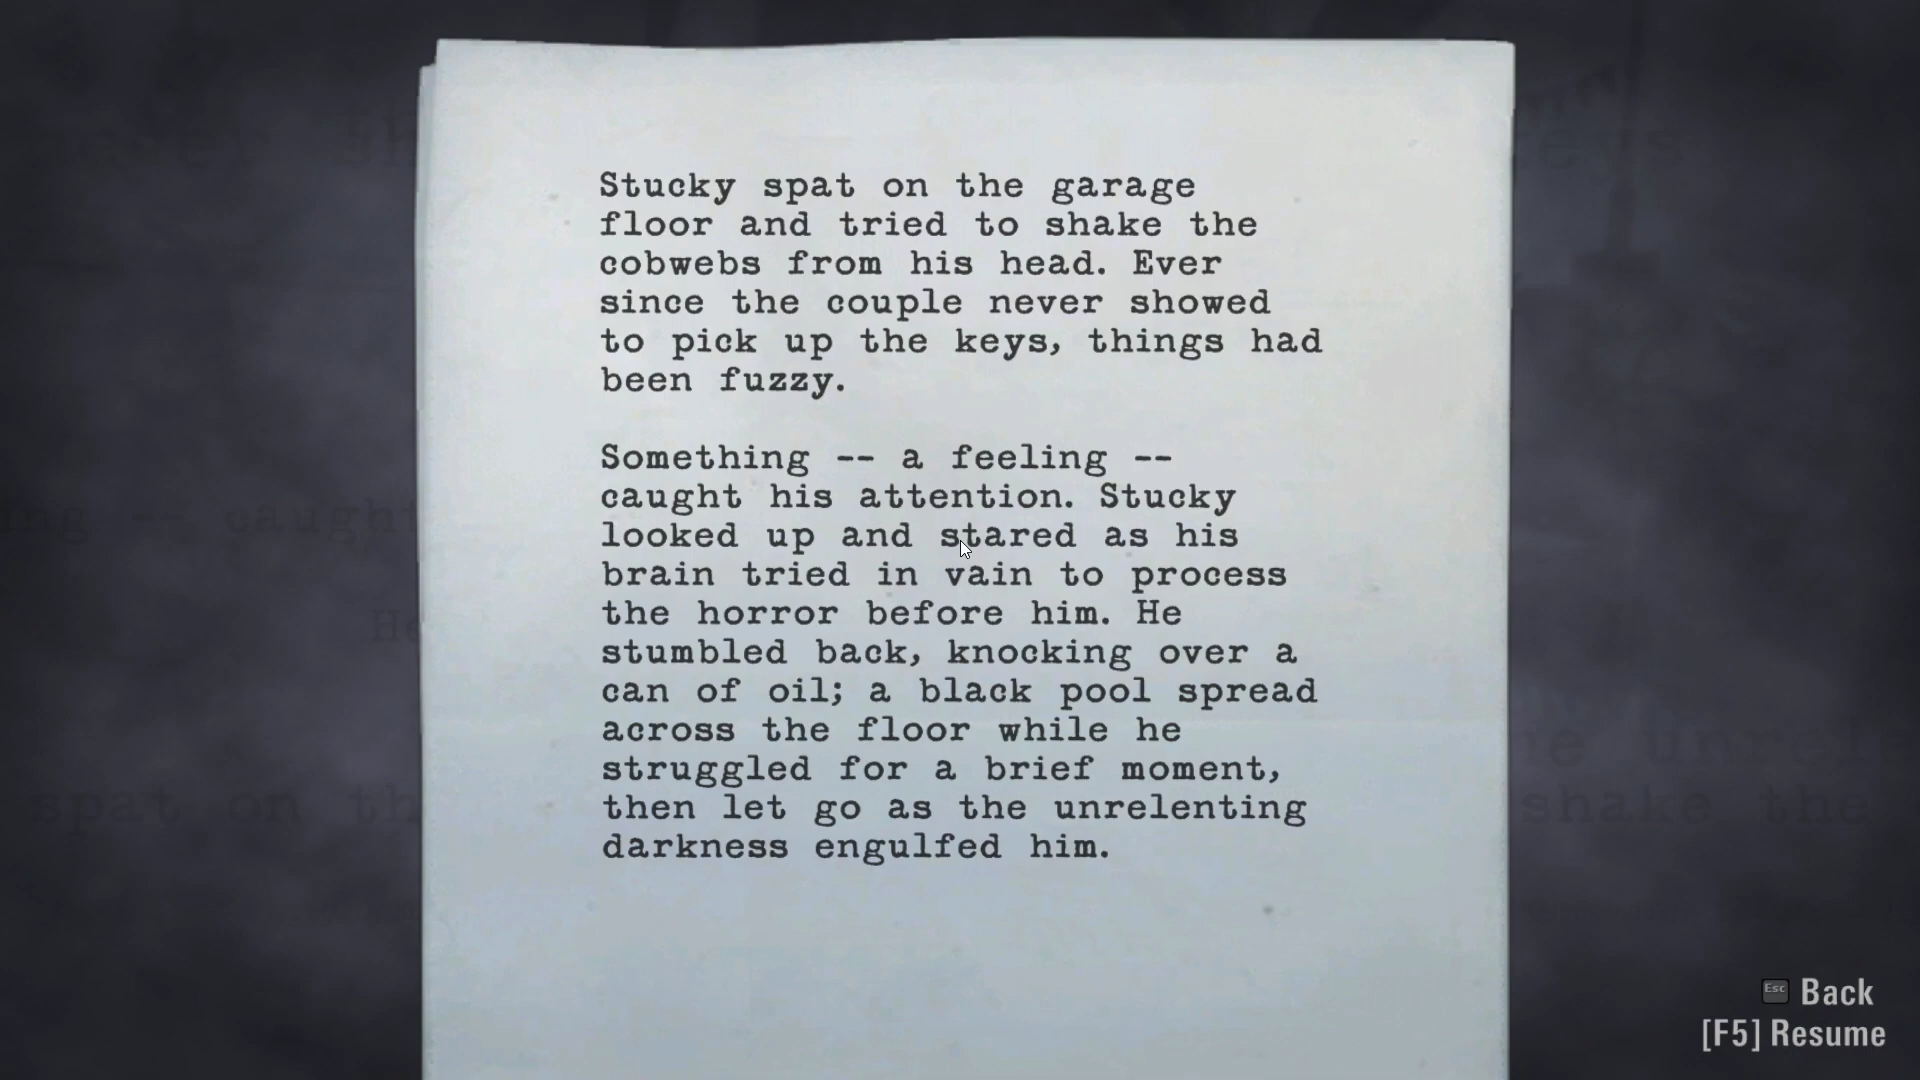 Stucky spat on the garage
floor and tried to shake the
cobwebs from his head. Ever
since the couple never showed
to pick up the keys, things had
been fuzzy.
Something -- a feeling --
caught his attention. Stucky
looked up and stared as his
brain tried in vain to process
the horror before him. He
stumbled back, knocking over a
can of oil; a black pool spread
across the floor while he
struggled for a brief moment,
then let go as the unrelenting
darkness engulfed him.
Esc Back
[F5] Resume